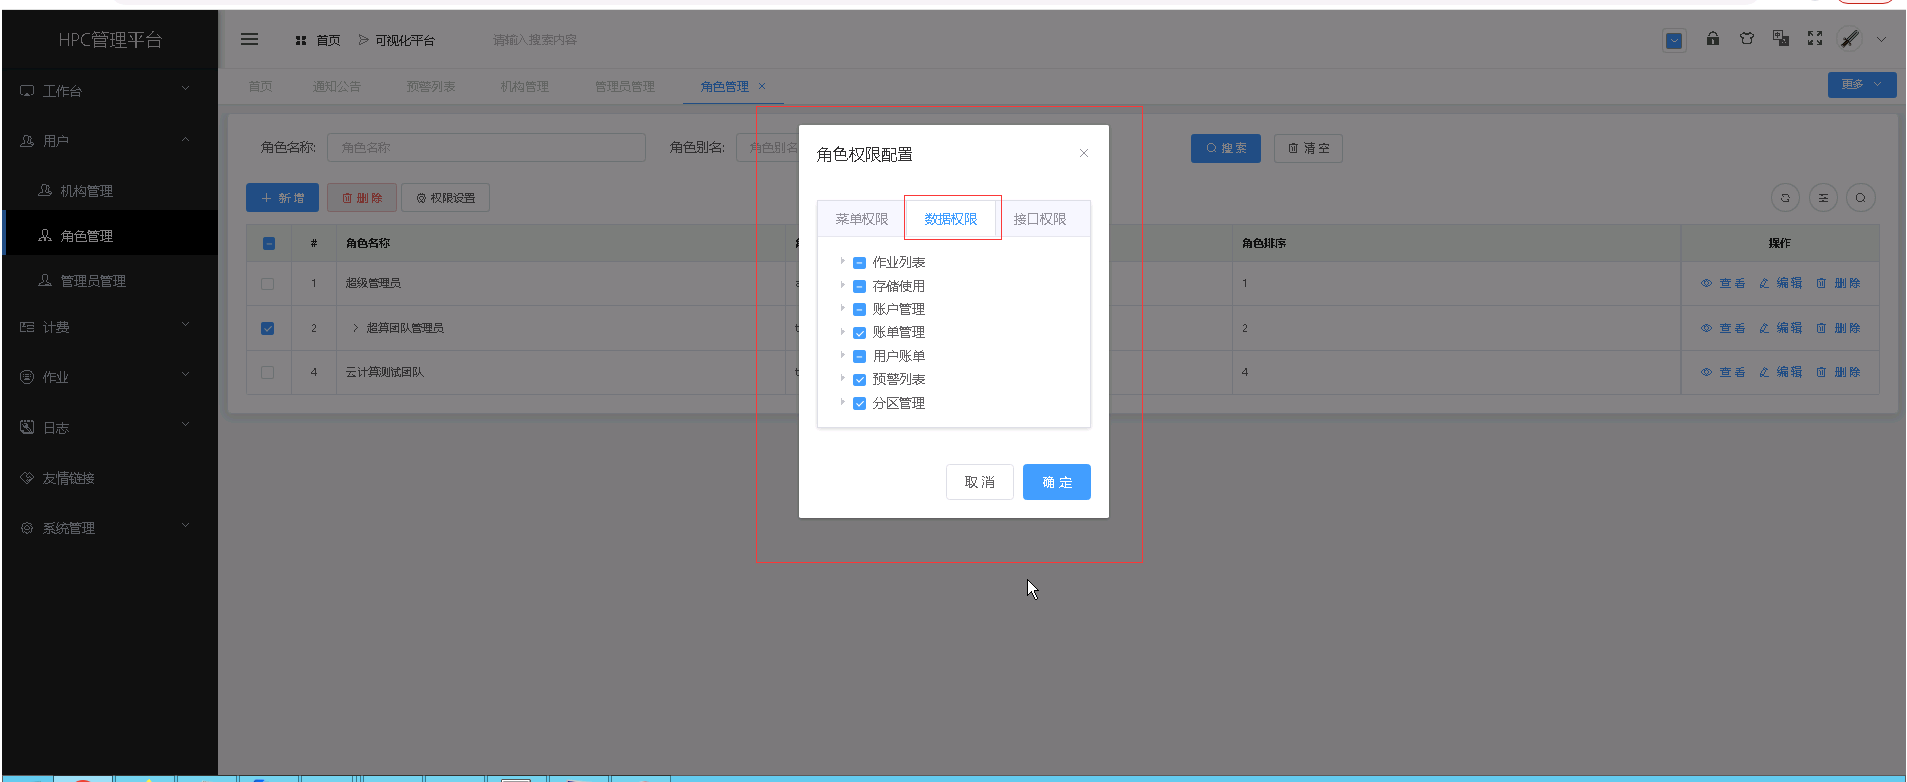 HPC管理平台
首页
可视化平台
请输入搜索内容
工作台
用户
机构管理
角色管理
管理员管理
计费
作业
日志
友情链接
系统管理
首页
通知公告
预警列表
机构管理
管理员管理
角色管理 ×
更多
角色名称:
角色名称
角色别名:
角色别名
搜索
清空
新增
删除
权限设置
# 角色名称 角色排序 操作
1 超级管理员 1 查看 编辑 删除
2 超算团队管理员 2 查看 编辑 删除
4 云计算测试团队 4 查看 编辑 删除
角色权限配置
菜单权限
数据权限
接口权限
作业列表
存储使用
账户管理
账单管理
用户账单
预警列表
分区管理
取消
确定